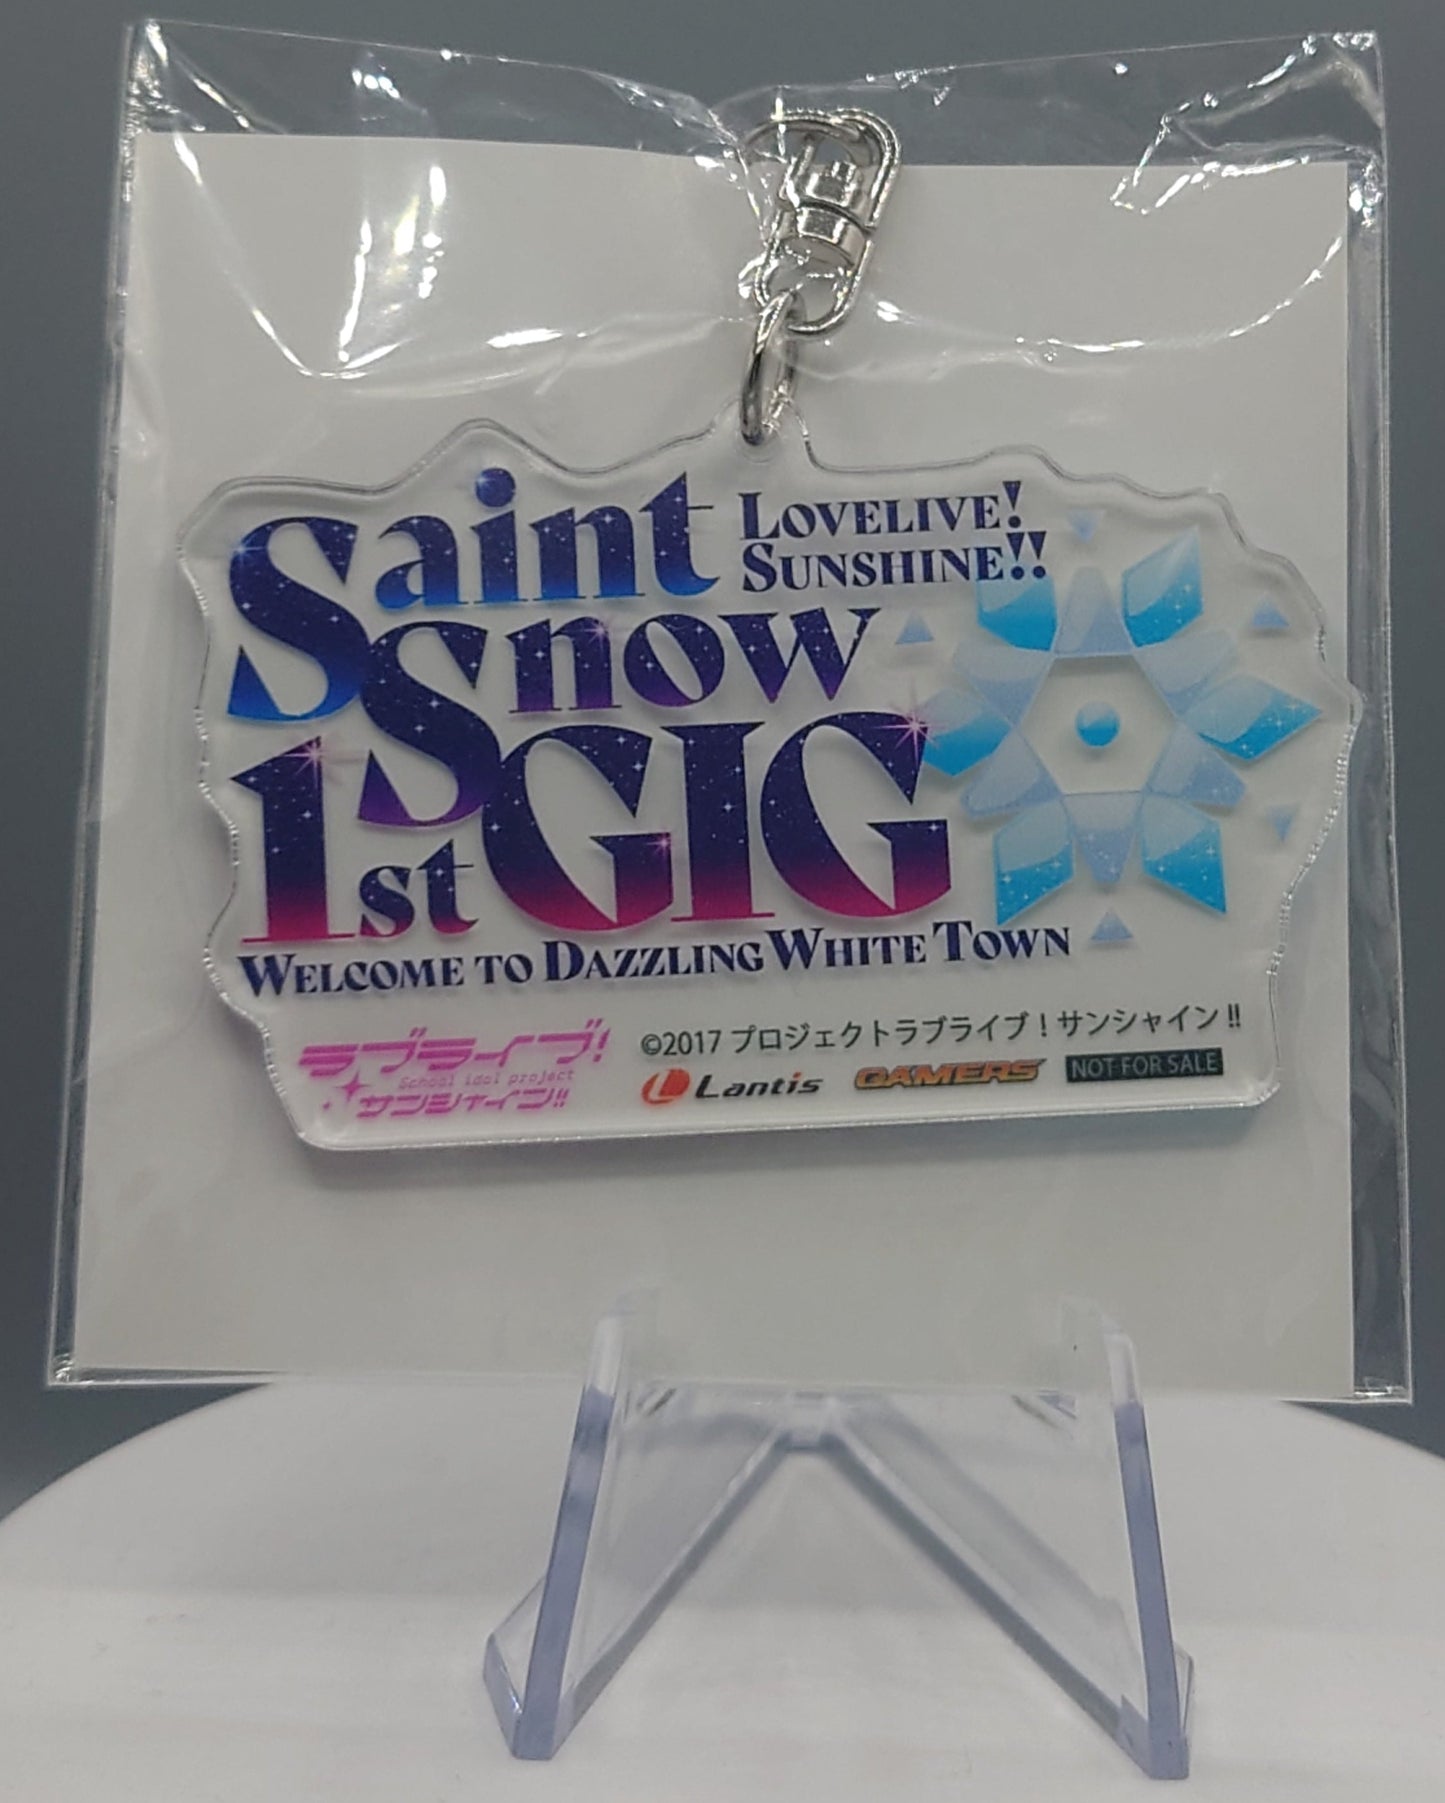 Saint
Snow
LOVELIVE!
SUNSHINE!!
1st GIG
WELCOME TO DAZZLING WHITE TOWN
ラブライブ!
School idol project
サンシャイン!!
©2017 プロジェクトラブライブ！サンシャイン!!
Lantis GAMERS NOT FOR SALE